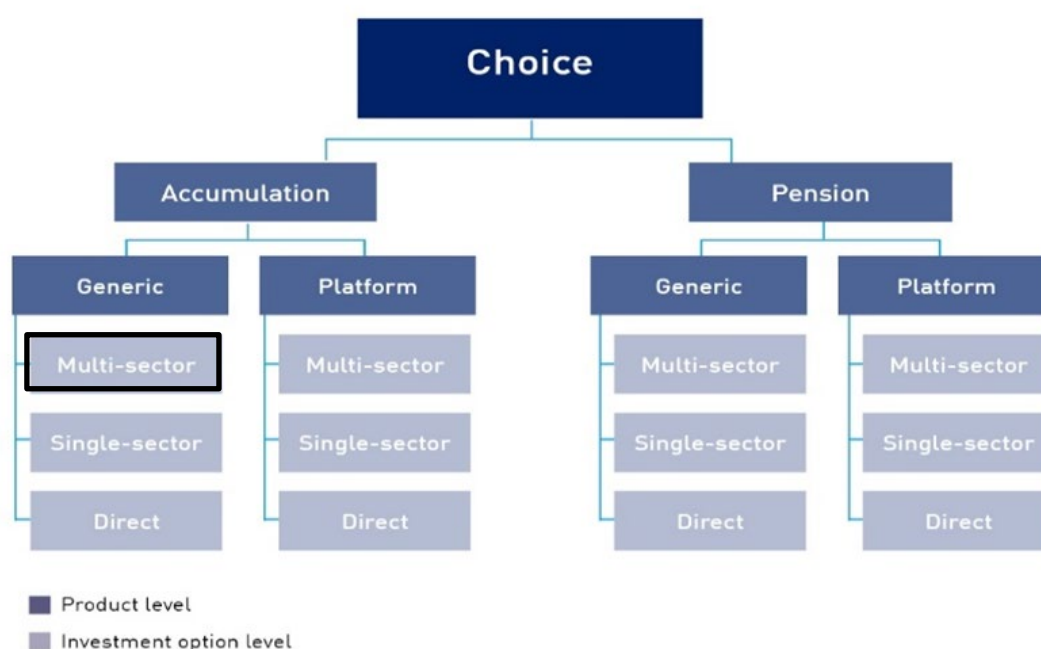 Choice
Accumulation
Pension
Generic
Platform
Generic
Platform
Multi-sector
Multi-sector
Multi-sector
Multi-sector
Single-sector
Single-sector
Single-sector
Single-sector
Direct
Direct
Direct
Direct
Product level
Investment option level